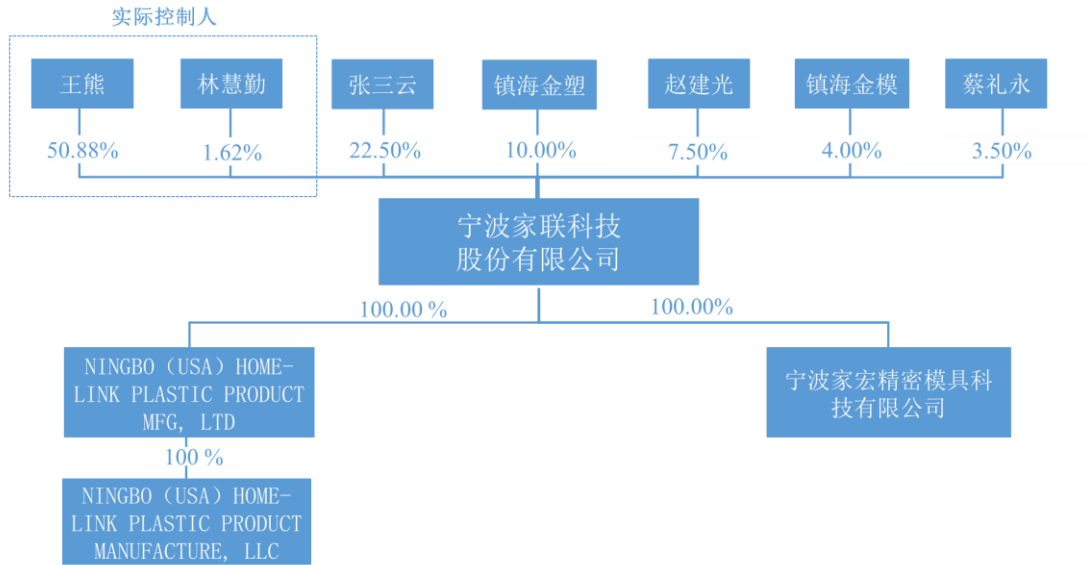 实际控制人
王熊
林慧勤
张三云
镇海金塑
赵建光
镇海金模
蔡礼永
50.88%
1.62%
22.50%
10.00%
7.50%
4.00%
3.50%
宁波家联科技
股份有限公司
100.00 %
100.00%
NINGBO（USA）HOME-
LINK PLASTIC PRODUCT
MFG, LTD
宁波家宏精密模具科
技有限公司
100 %
NINGBO（USA）HOME-
LINK PLASTIC PRODUCT
MANUFACTURE, LLC